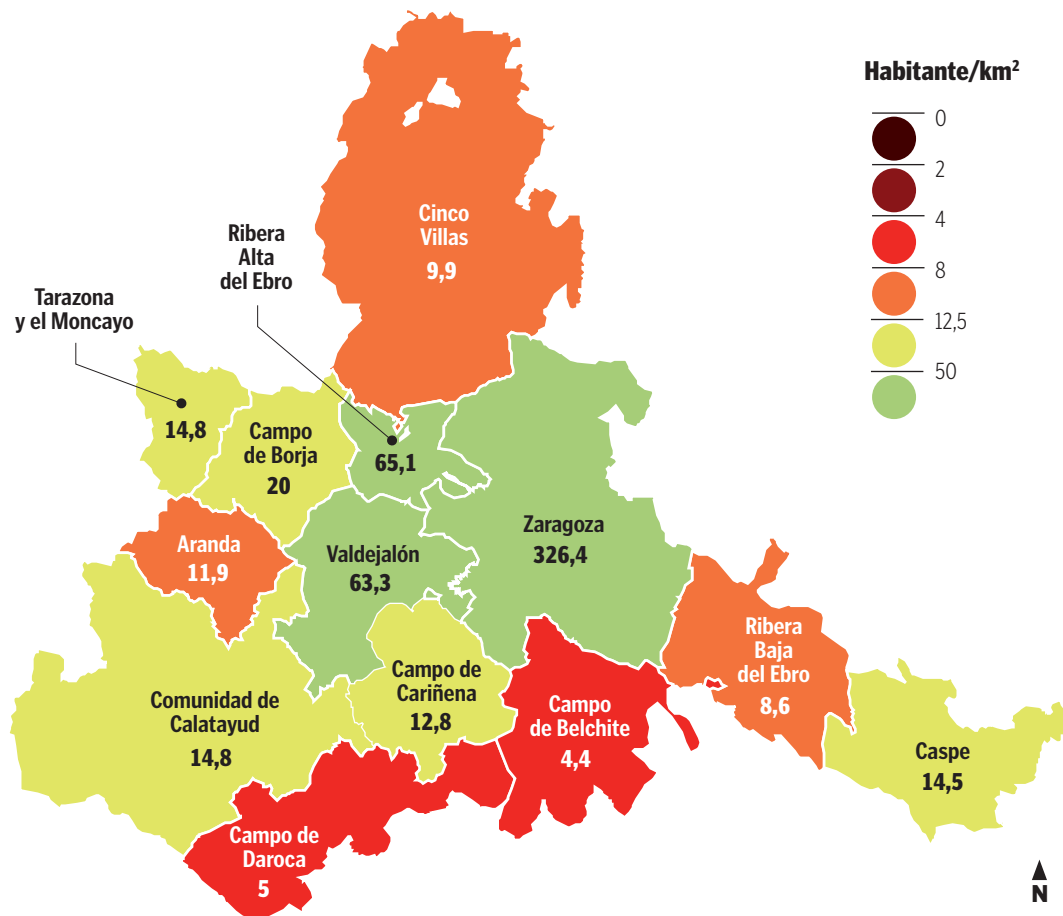 Habitante/km²
0
2
4
8
12,5
50
Cinco
Villas
9,9
Ribera
Alta
del Ebro
65,1
Tarazona
y el Moncayo
14,8
Campo
de Borja
20
Aranda
11,9
Valdejalón
63,3
Zaragoza
326,4
Ribera
Baja
del Ebro
8,6
Comunidad de
Calatayud
14,8
Campo de
Cariñena
12,8
Campo
de Belchite
4,4
Caspe
14,5
Campo de
Daroca
5
N